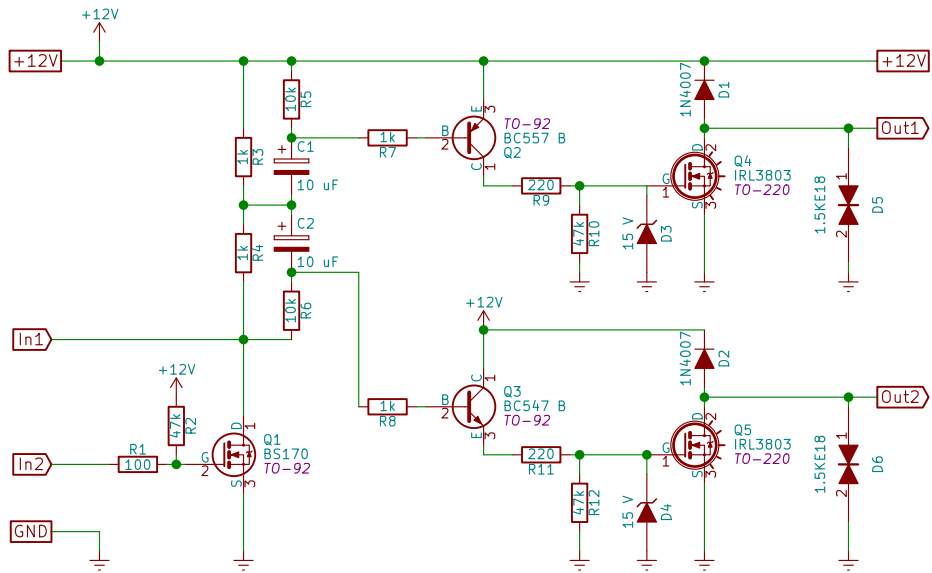 +12V
+12V
+12V
10k
R5
C1
+
10 uF
1k
R3
1k
R7
B
2
E
3
C
1
TO-92
BC557 B
Q2
1N4007
D1
Out1
220
R9
G
1
D
2
S
3
Q4
IRL3803
TO-220
47k
R10
15 V
D3
1.5KE18
1
2
D5
C2
+
10 uF
1k
R4
10k
R6
In1
+12V
47k
R2
In2
R1
100
G
2
D
1
S
3
Q1
BS170
TO-92
GND
+12V
1k
R8
B
2
C
1
E
3
Q3
BC547 B
TO-92
1N4007
D2
Out2
220
R11
G
1
D
2
S
3
Q5
IRL3803
TO-220
47k
R12
15 V
D4
1.5KE18
1
2
D6